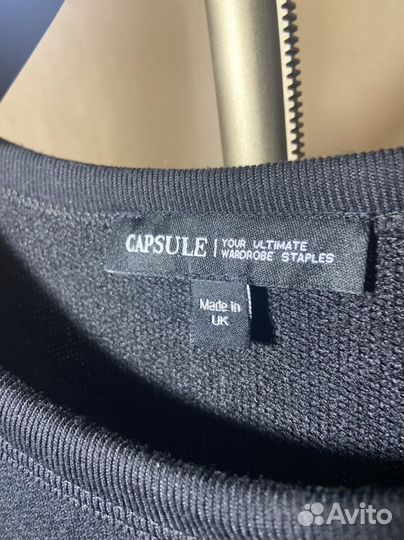 CAPSULE | YOUR ULTIMATE
WARDROBE STAPLES
Made in
UK
Avito